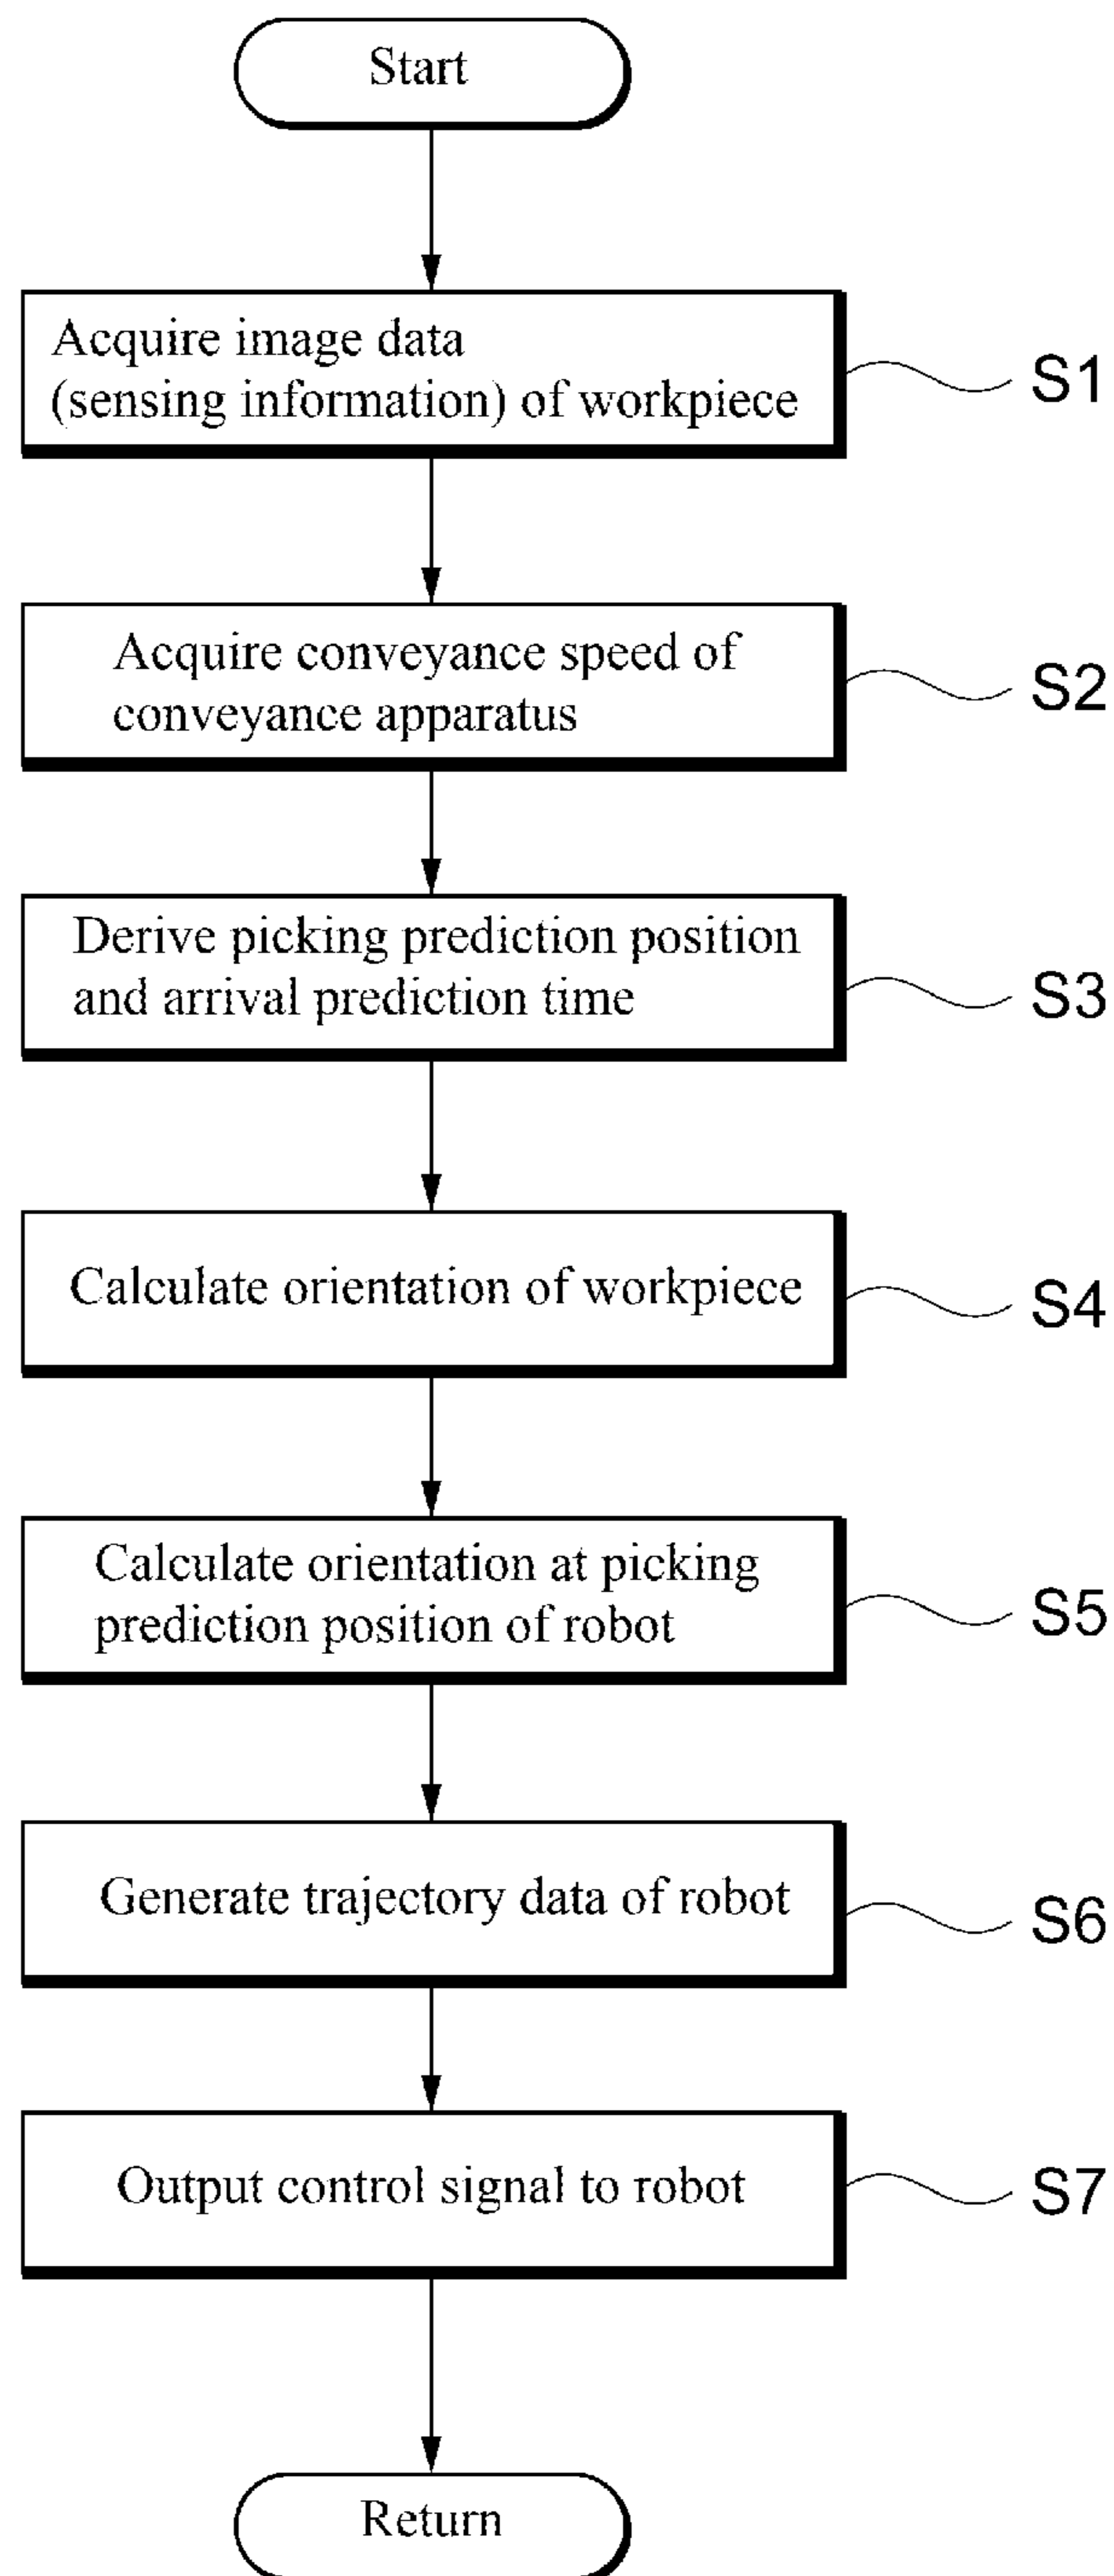 Start
Acquire image data
(sensing information) of workpiece
S1
Acquire conveyance speed of
conveyance apparatus
S2
Derive picking prediction position
and arrival prediction time
S3
Calculate orientation of workpiece
S4
Calculate orientation at picking
prediction position of robot
S5
Generate trajectory data of robot
S6
Output control signal to robot
S7
Return